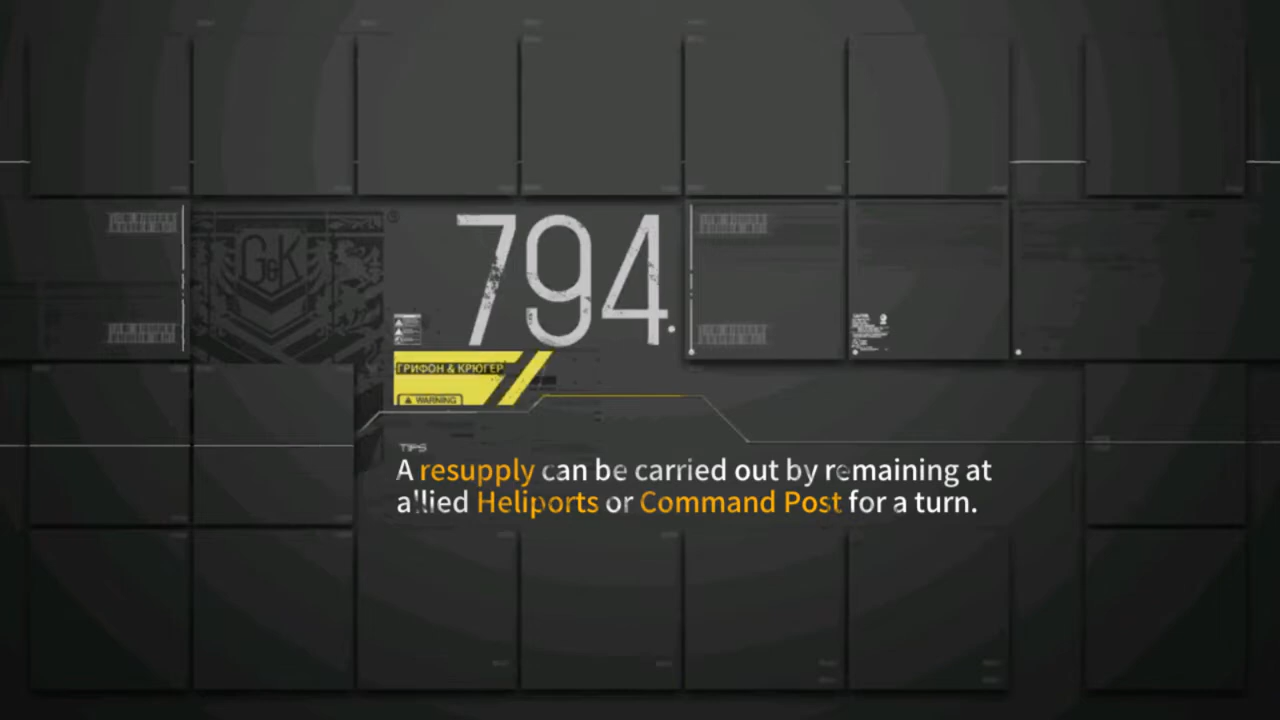 G&K
794.
ГРИФОН & КРЮГЕР
WARNING
TIPS
A resupply can be carried out by remaining at
allied Heliports or Command Post for a turn.